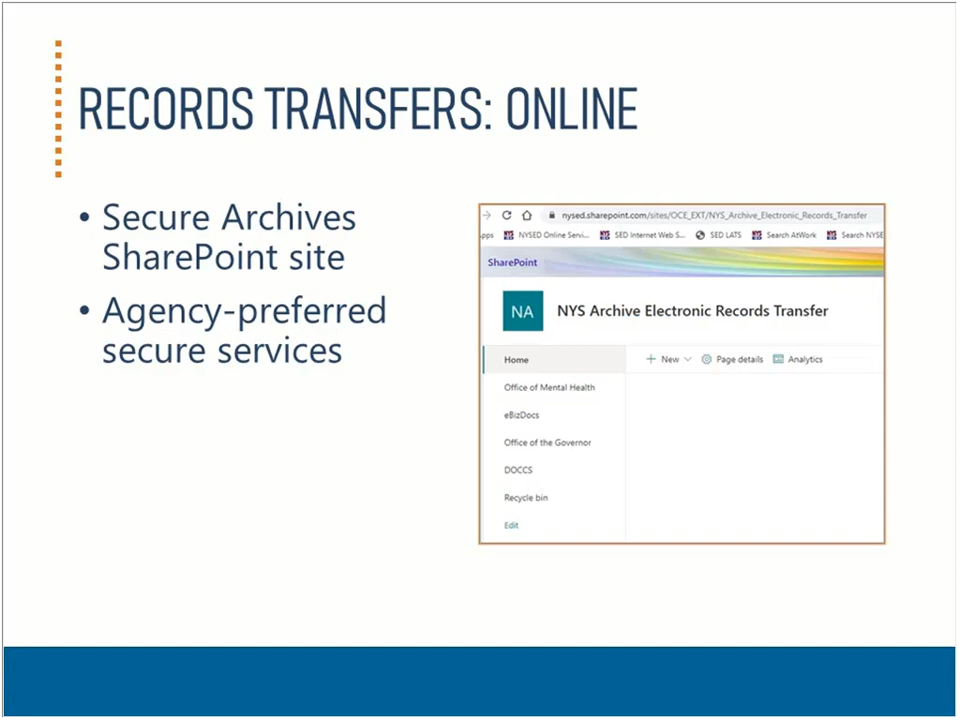 RECORDS TRANSFERS: ONLINE
• Secure Archives
SharePoint site
• Agency-preferred
secure services
nysed.sharepoint.com/sites/OCE_EXT/NYS_Archive_Electronic_Records_Transfer
NYSED Online Servi... SED Internet Web S... SED LATS Search AtWork Search NYSE
SharePoint
NA NYS Archive Electronic Records Transfer
Home
New Page details Analytics
Office of Mental Health
eBizDocs
Office of the Governor
DOCCS
Recycle bin
Edit